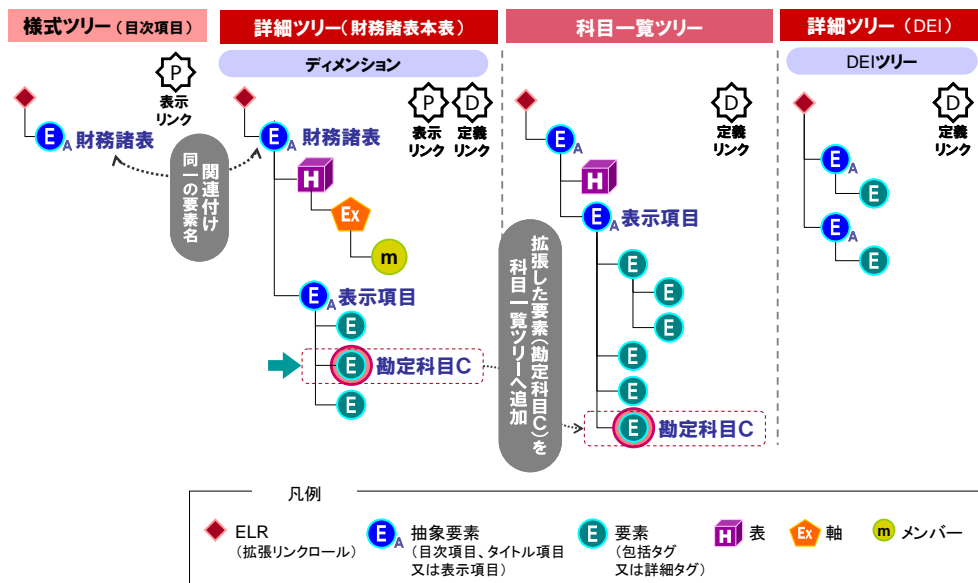 様式ツリー(目次項目)
P
表示
リンク
E
A
財務諸表
同一の要素名
関連付け
詳細ツリー(財務諸表本表)
ディメンション
P
表示
リンク
D
定義
リンク
E
A
財務諸表
H
Ex
m
E
A
表示項目
E
E
勘定科目C
E
拡張した要素(勘定科目C)を
科目一覧ツリーへ追加
科目一覧ツリー
D
定義
リンク
E
A
H
E
A
表示項目
E
E
E
E
E
E
勘定科目C
詳細ツリー(DEI)
DEIツリー
D
定義
リンク
E
A
E
E
A
E
凡例
ELR
(拡張リンクロール)
E
A
抽象要素
(目次項目、タイトル項目
又は表示項目)
E
要素
(包括タグ
又は詳細タグ)
H
表
Ex
軸
m
メンバー